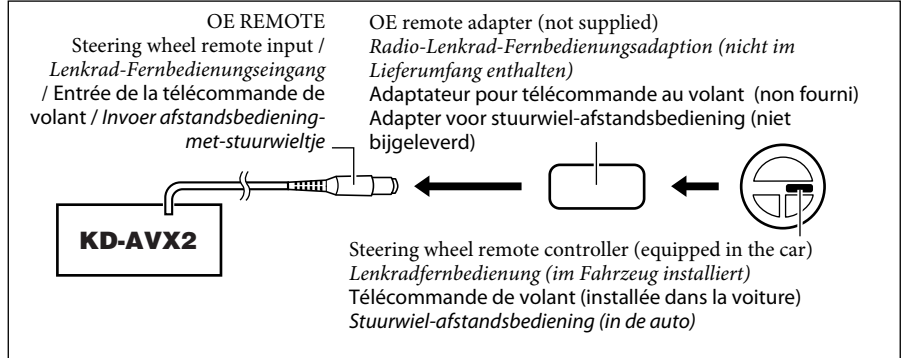 OE REMOTE
Steering wheel remote input /
Lenkrad-Fernbedienungseingang
/ Entrée de la télécommande de
volant / Invoer afstandsbediening-
met-stuurwieltje
OE remote adapter (not supplied)
Radio-Lenkrad-Fernbedienungsadaption (nicht im
Lieferumfang enthalten)
Adaptateur pour télécommande au volant (non fourni)
Adapter voor stuurwiel-afstandsbediening (niet
bijgeleverd)
KD-AVX2
Steering wheel remote controller (equipped in the car)
Lenkradfernbedienung (im Fahrzeug installiert)
Télécommande de volant (installée dans la voiture)
Stuurwiel-afstandsbediening (in de auto)